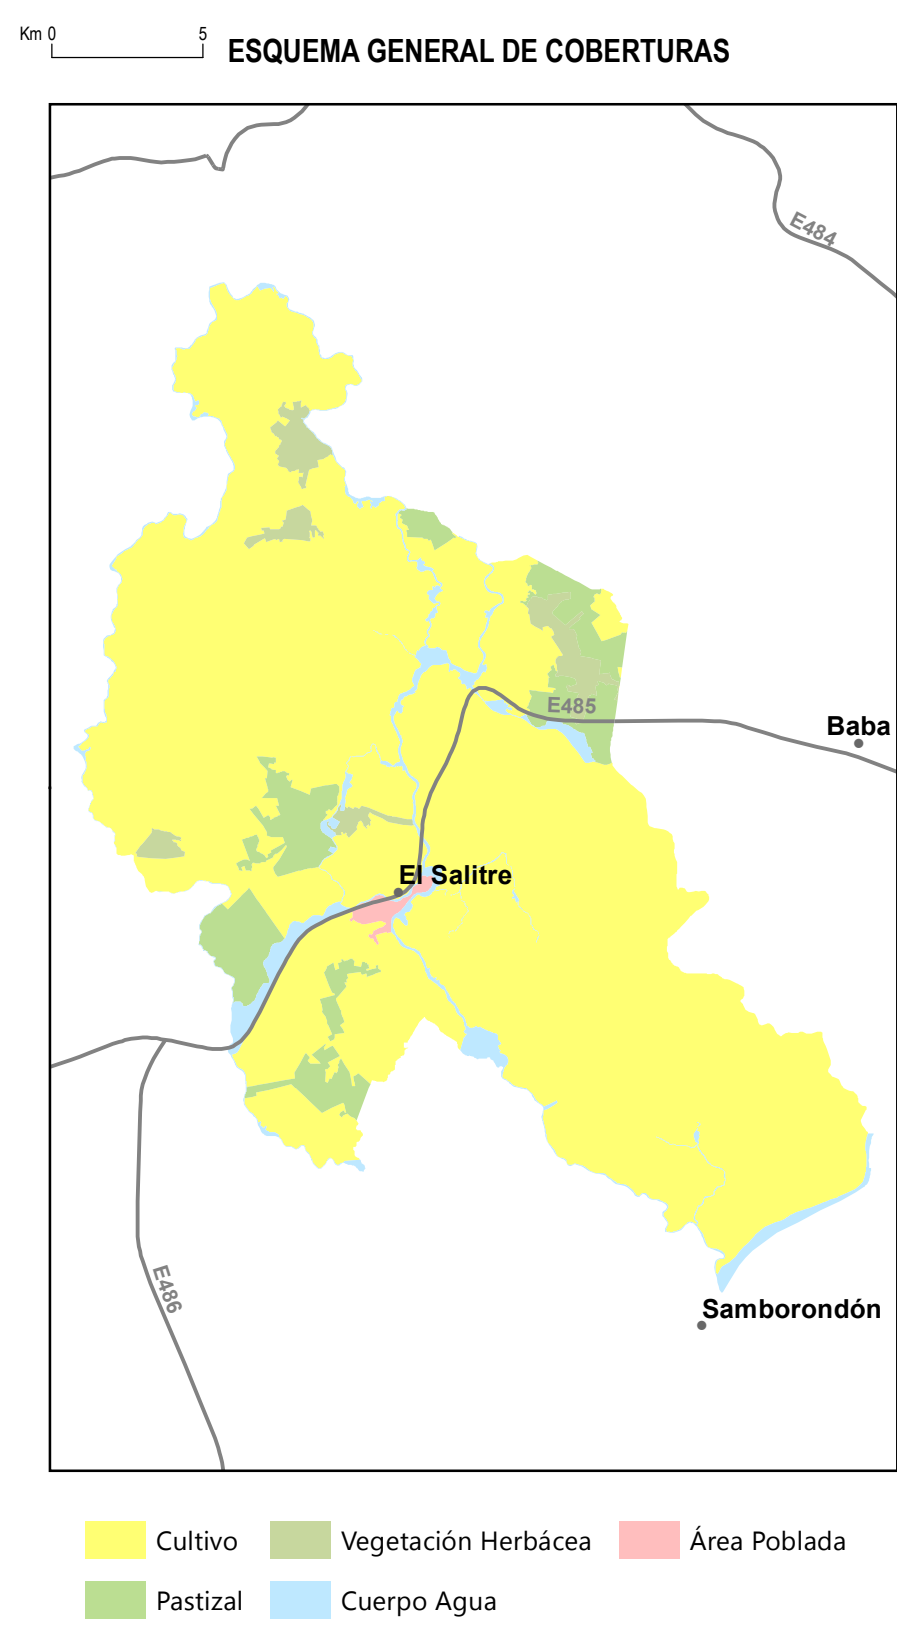 Km 0 5
ESQUEMA GENERAL DE COBERTURAS
E484
E485
Baba
El Salitre
E486
Samborondón
Cultivo
Vegetación Herbácea
Área Poblada
Pastizal
Cuerpo Agua